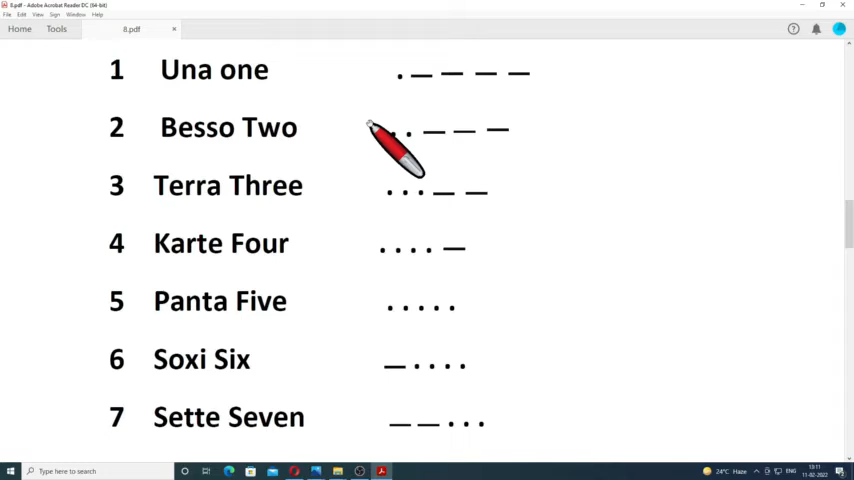 8.pdf - Adobe Acrobat Reader DC (64-bit)
File Edit View Sign Window Help
Home Tools 8.pdf ×
1 Una one . _ _ _ _
2 Besso Two . . _ _ _
3 Terra Three . . . _ _
4 Karte Four . . . . _
5 Panta Five . . . . .
6 Soxi Six _ . . . .
7 Sette Seven _ _ . . .
Type here to search
24°C Haze
ENG
13:11
11-02-2022